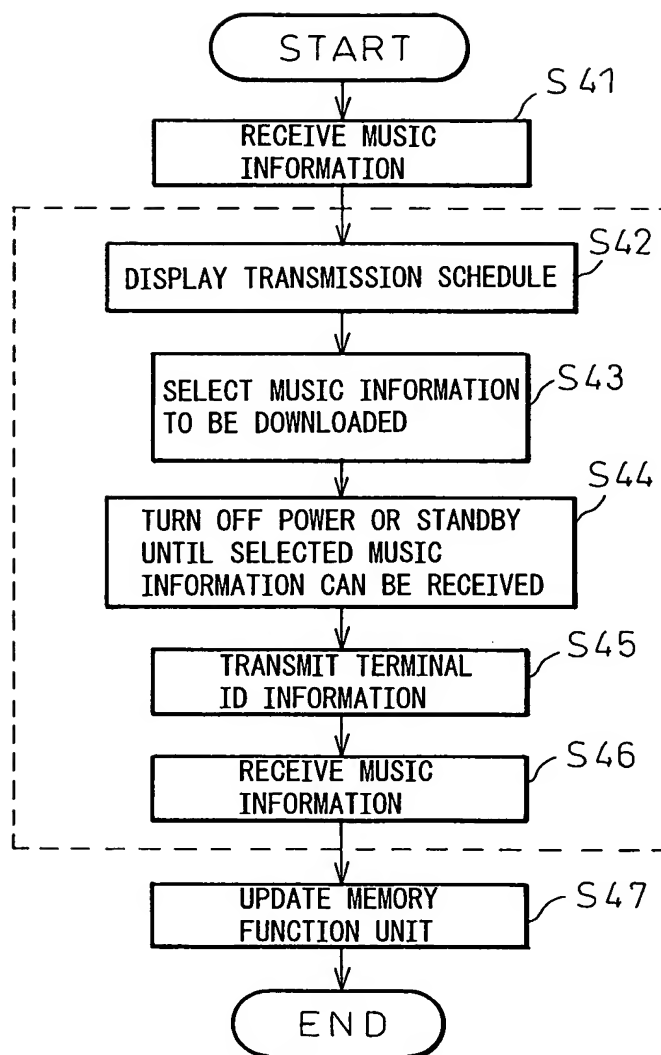 START
S41
RECEIVE MUSIC
INFORMATION
S42
DISPLAY TRANSMISSION SCHEDULE
S43
SELECT MUSIC INFORMATION
TO BE DOWNLOADED
S44
TURN OFF POWER OR STANDBY
UNTIL SELECTED MUSIC
INFORMATION CAN BE RECEIVED
S45
TRANSMIT TERMINAL
ID INFORMATION
S46
RECEIVE MUSIC
INFORMATION
S47
UPDATE MEMORY
FUNCTION UNIT
END